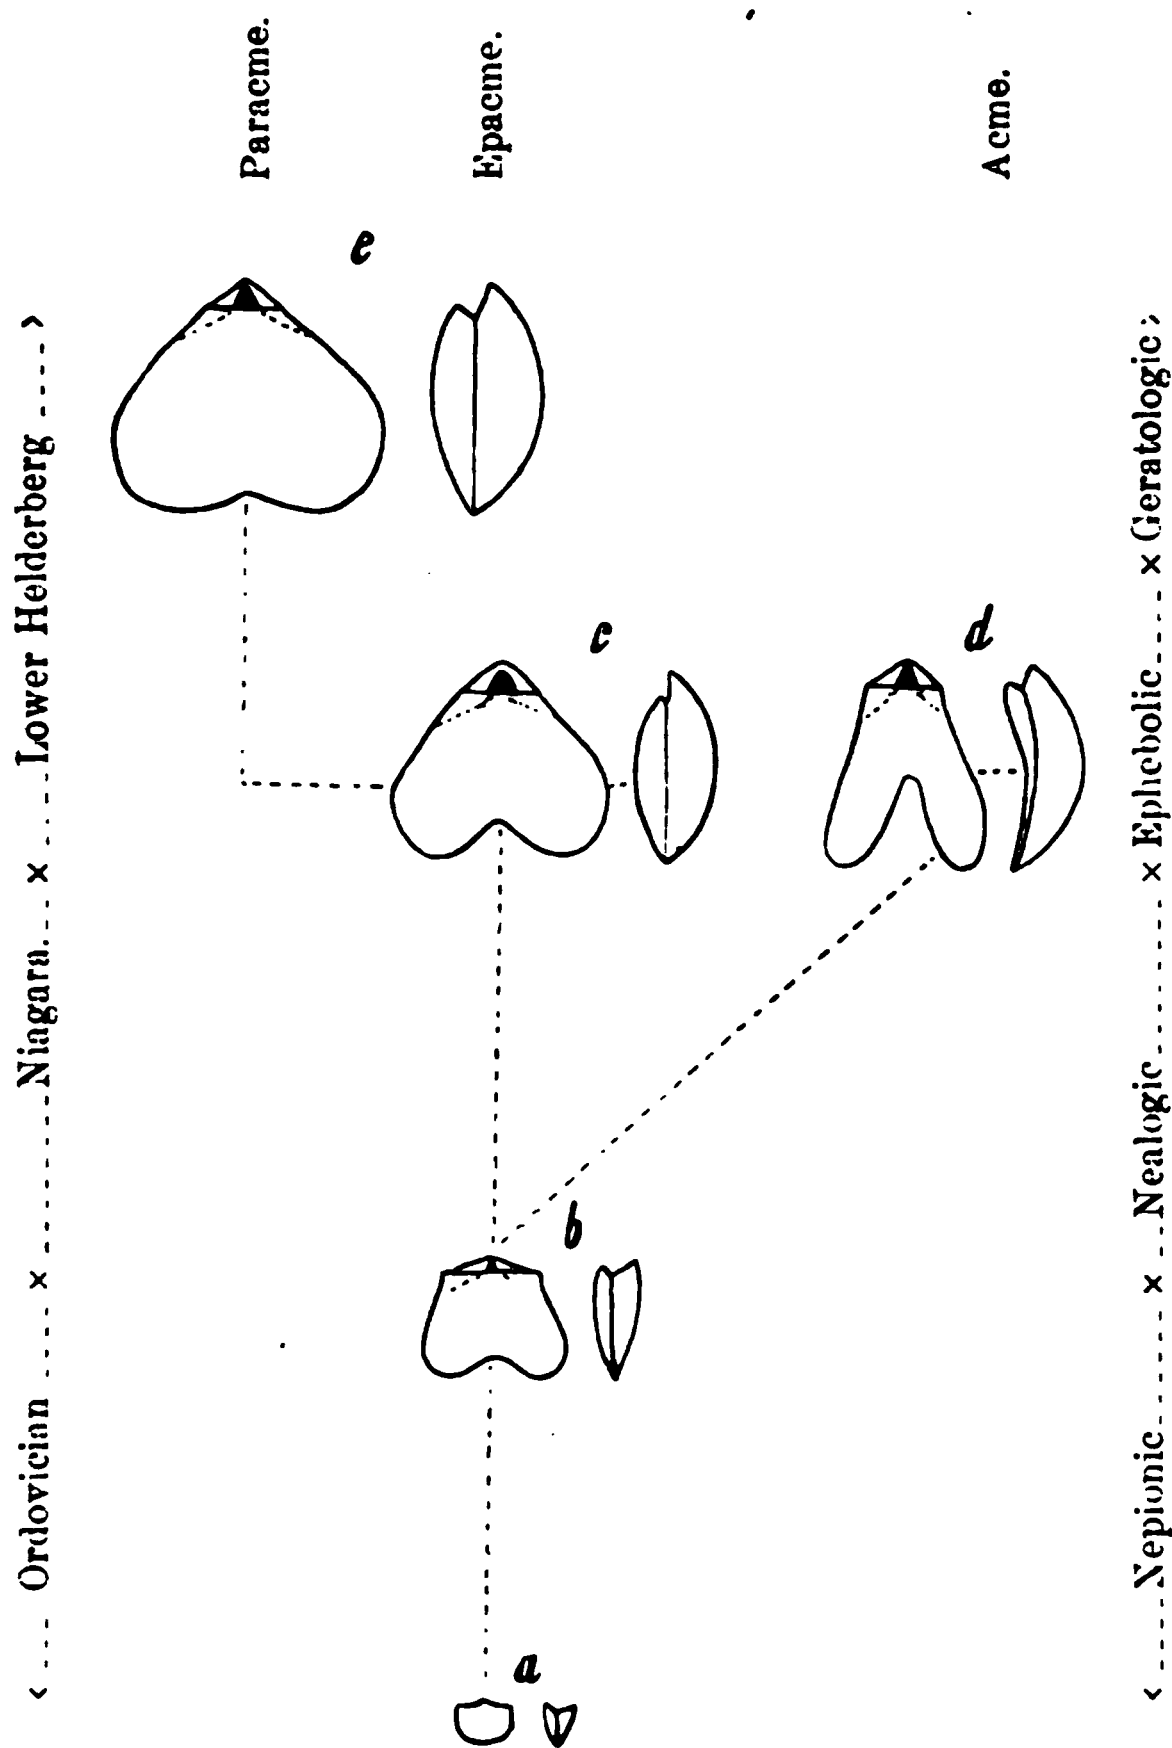 <---- Ordovician ---- × --------Niagara.-- × ----Lower Helderberg ---->
Paracme.
Epacme.
Acme.
e
c
d
b
a
<-----Nepionic------ × --Nealogic-------- × Ephebolic---- × Geratologic>